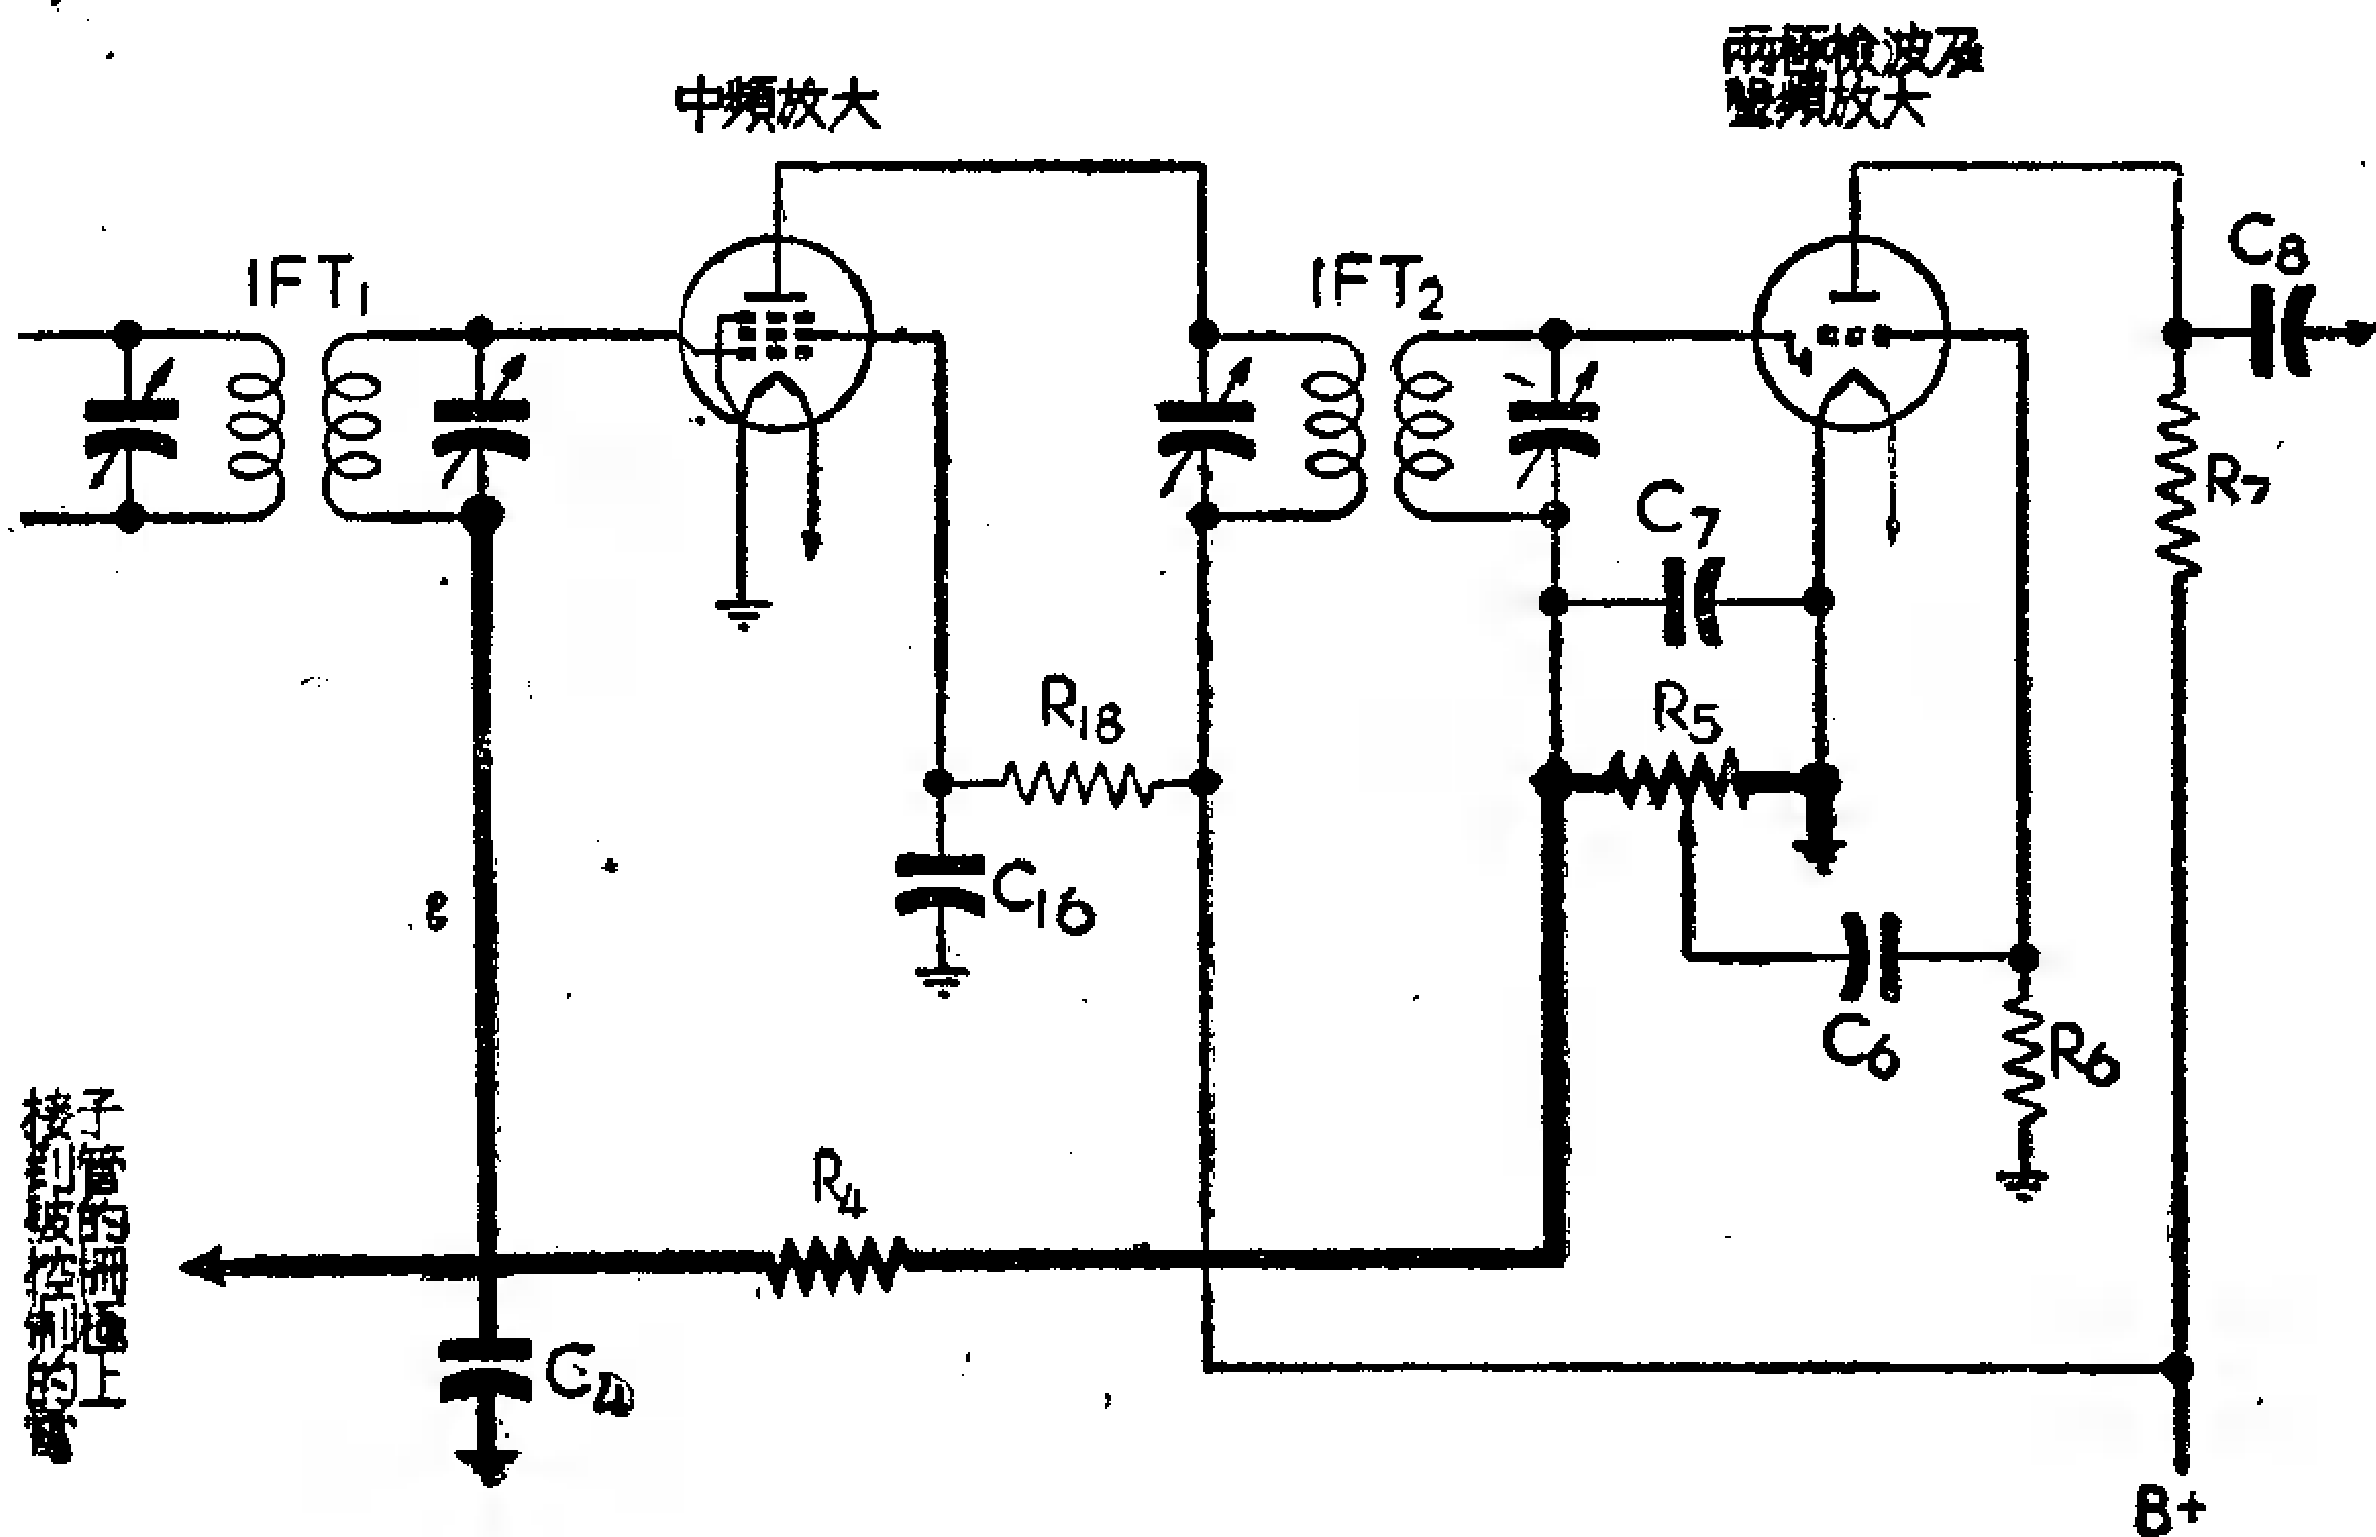 中頻放大
兩極檢波及
聲頻放大
IFT1
IFT2
C8
R7
C7
R5
R18
C16
C6
R6
R4
C4
接到被控制的電
子管的柵極上
B+